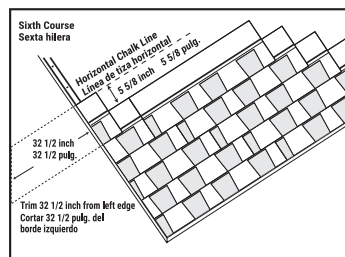 Sixth Course
Sexta hilera
Horizontal Chalk Line
Línea de tiza horizontal
5 5/8 inch 5 5/8 pulg.
32 1/2 inch
32 1/2 pulg.
Trim 32 1/2 inch from left edge
Cortar 32 1/2 pulg. del
borde izquierdo